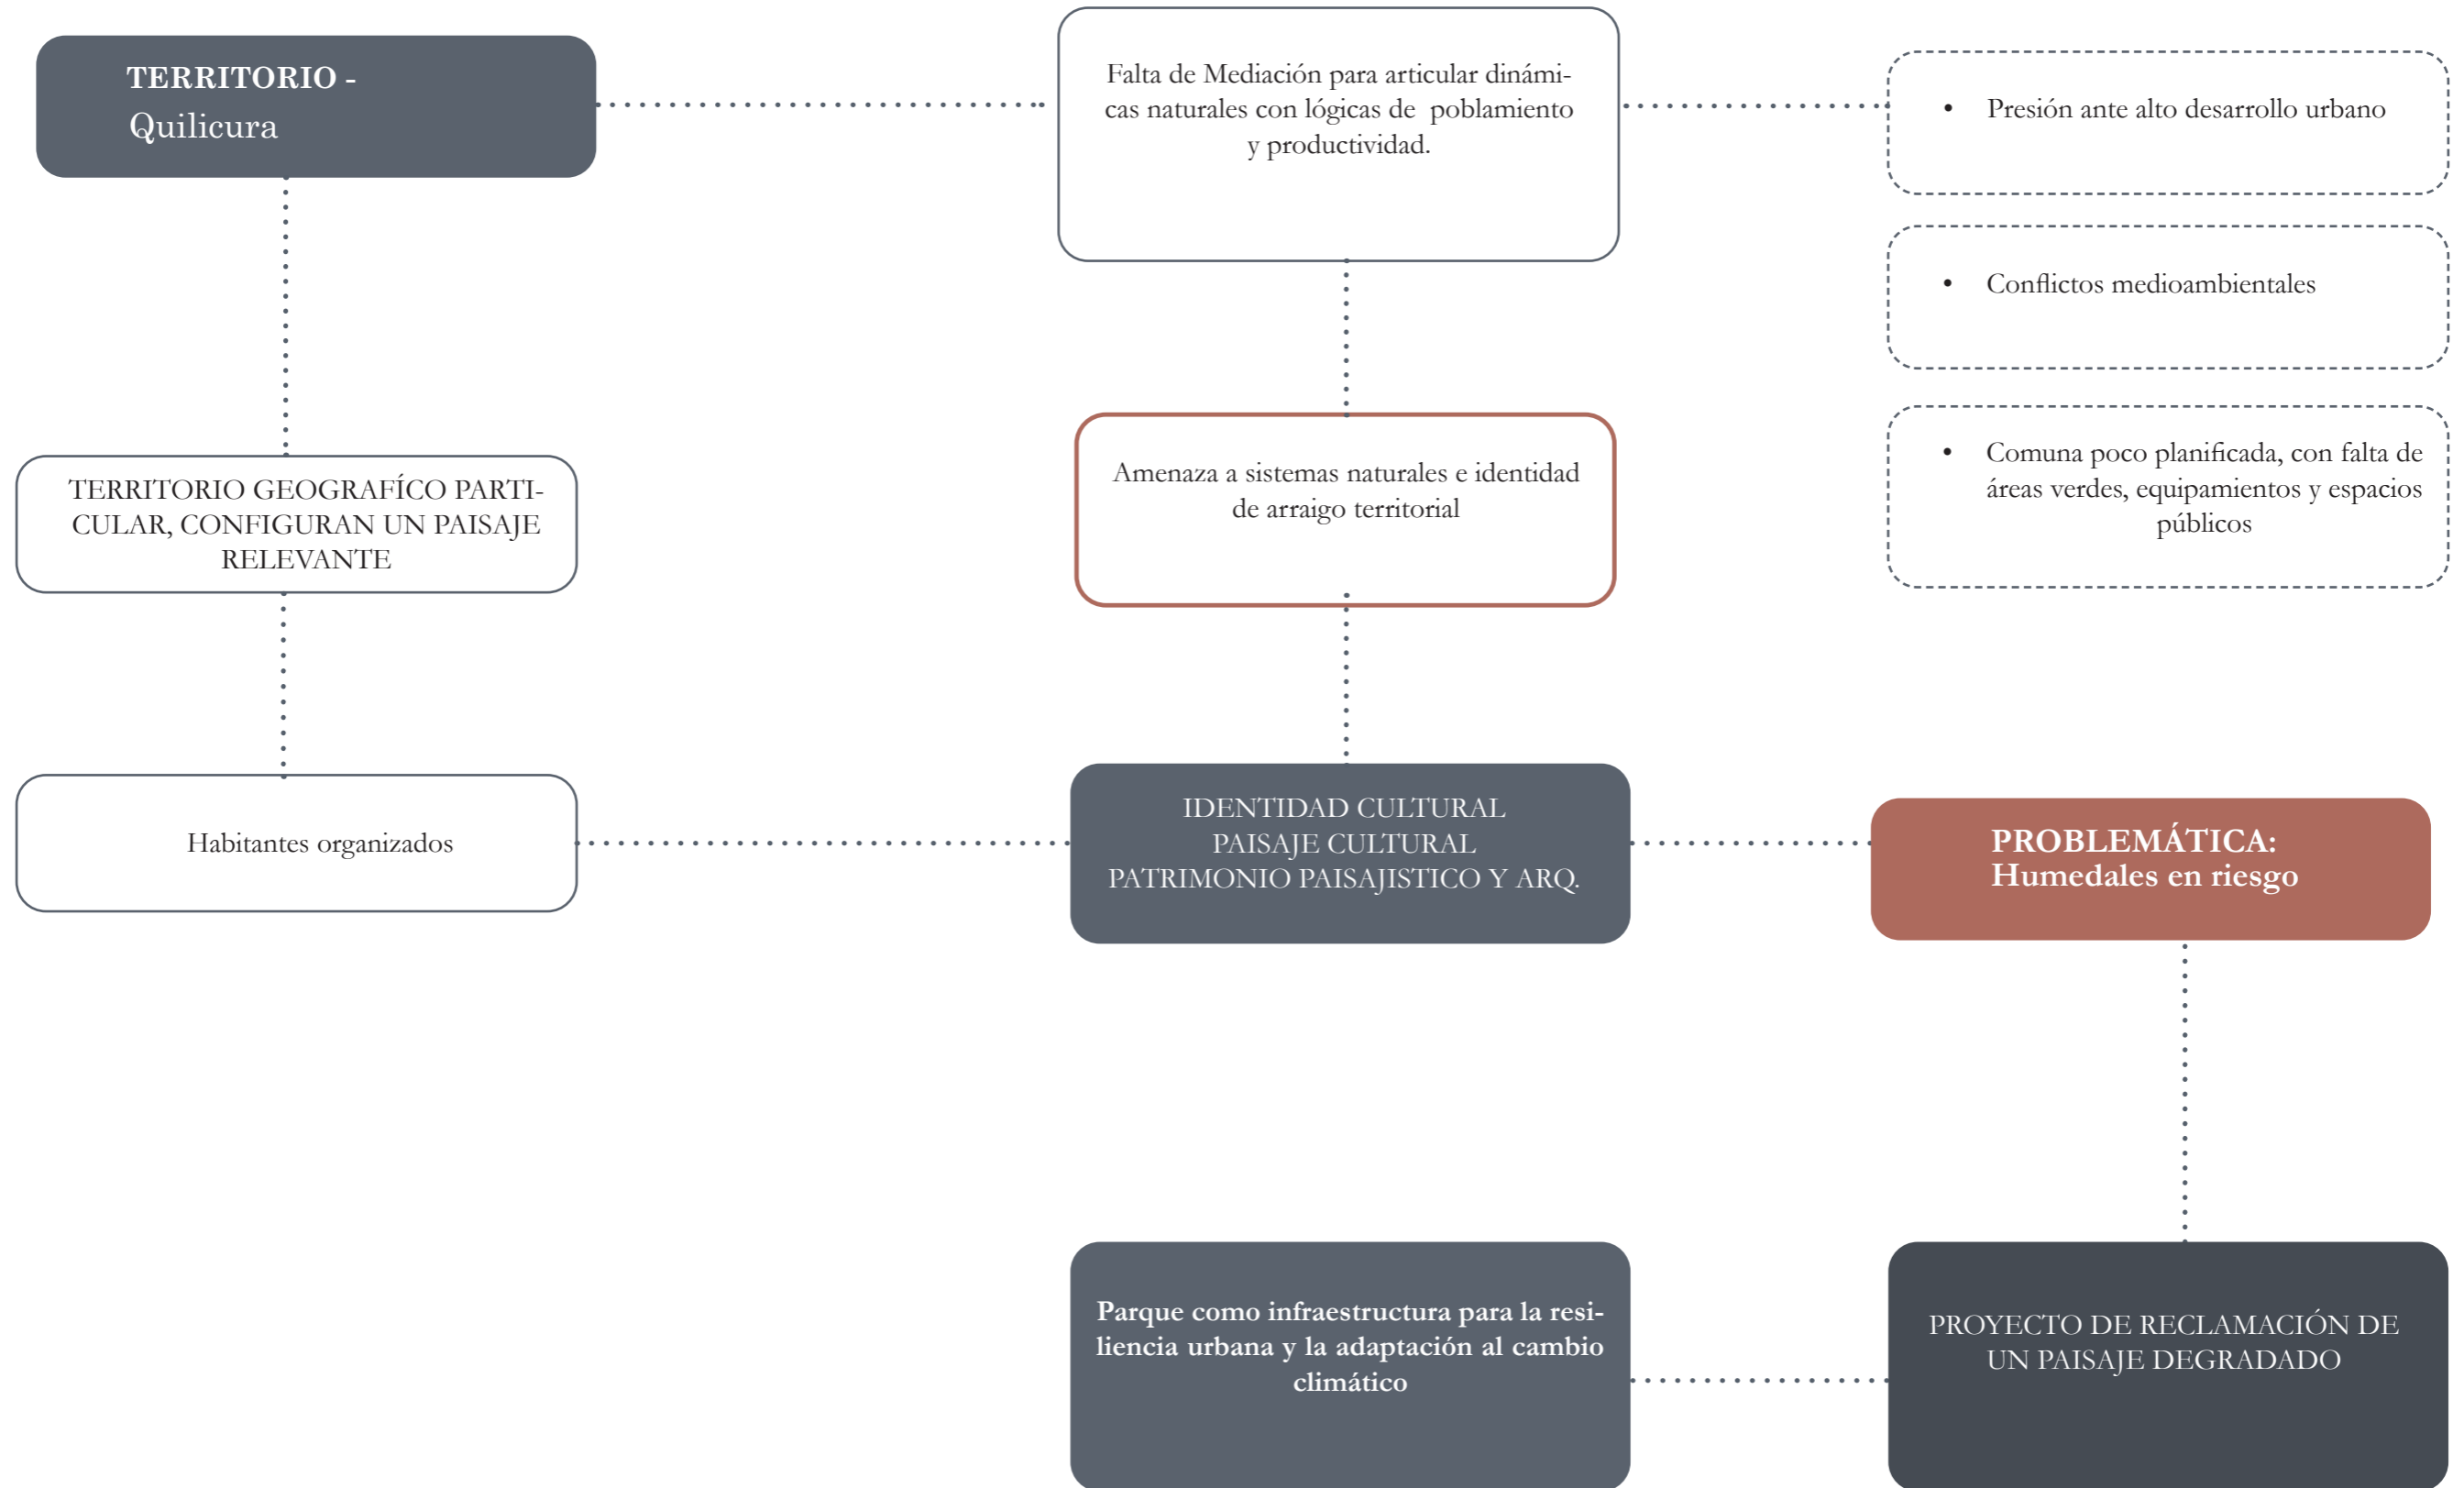 TERRITORIO -
Quilicura
Falta de Mediación para articular dinámi-
cas naturales con lógicas de poblamiento
y productividad.
• Presión ante alto desarrollo urbano
• Conflictos medioambientales
• Comuna poco planificada, con falta de
áreas verdes, equipamientos y espacios
públicos
TERRITORIO GEOGRAFÍCO PARTI-
CULAR, CONFIGURAN UN PAISAJE
RELEVANTE
Amenaza a sistemas naturales e identidad
de arraigo territorial
Habitantes organizados
IDENTIDAD CULTURAL
PAISAJE CULTURAL
PATRIMONIO PAISAJISTICO Y ARQ.
PROBLEMÁTICA:
Humedales en riesgo
Parque como infraestructura para la resi-
liencia urbana y la adaptación al cambio
climático
PROYECTO DE RECLAMACIÓN DE
UN PAISAJE DEGRADADO